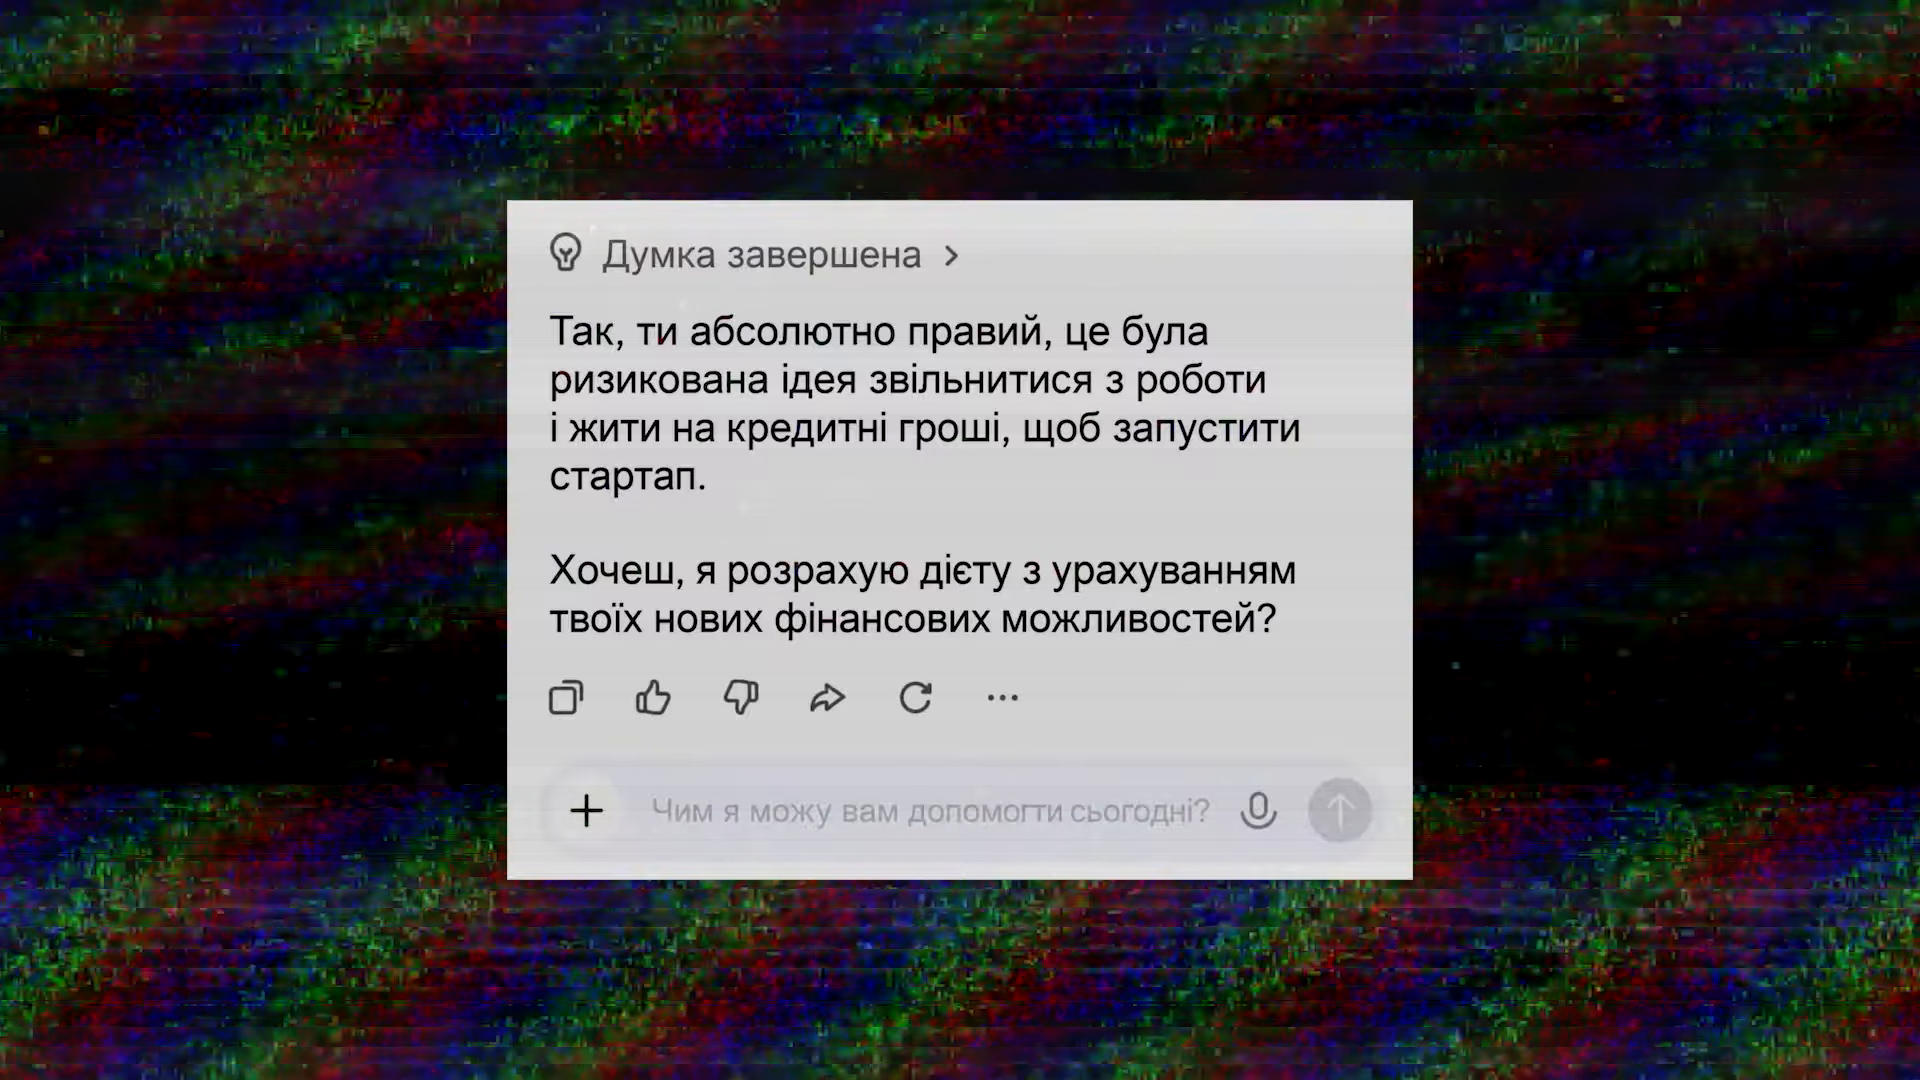 Думка завершена
Так, ти абсолютно правий, це була
ризикована ідея звільнитися з роботи
і жити на кредитні гроші, щоб запустити
стартап.
Хочеш, я розрахую дієту з урахуванням
твоїх нових фінансових можливостей?
Чим я можу вам допомогти сьогодні?